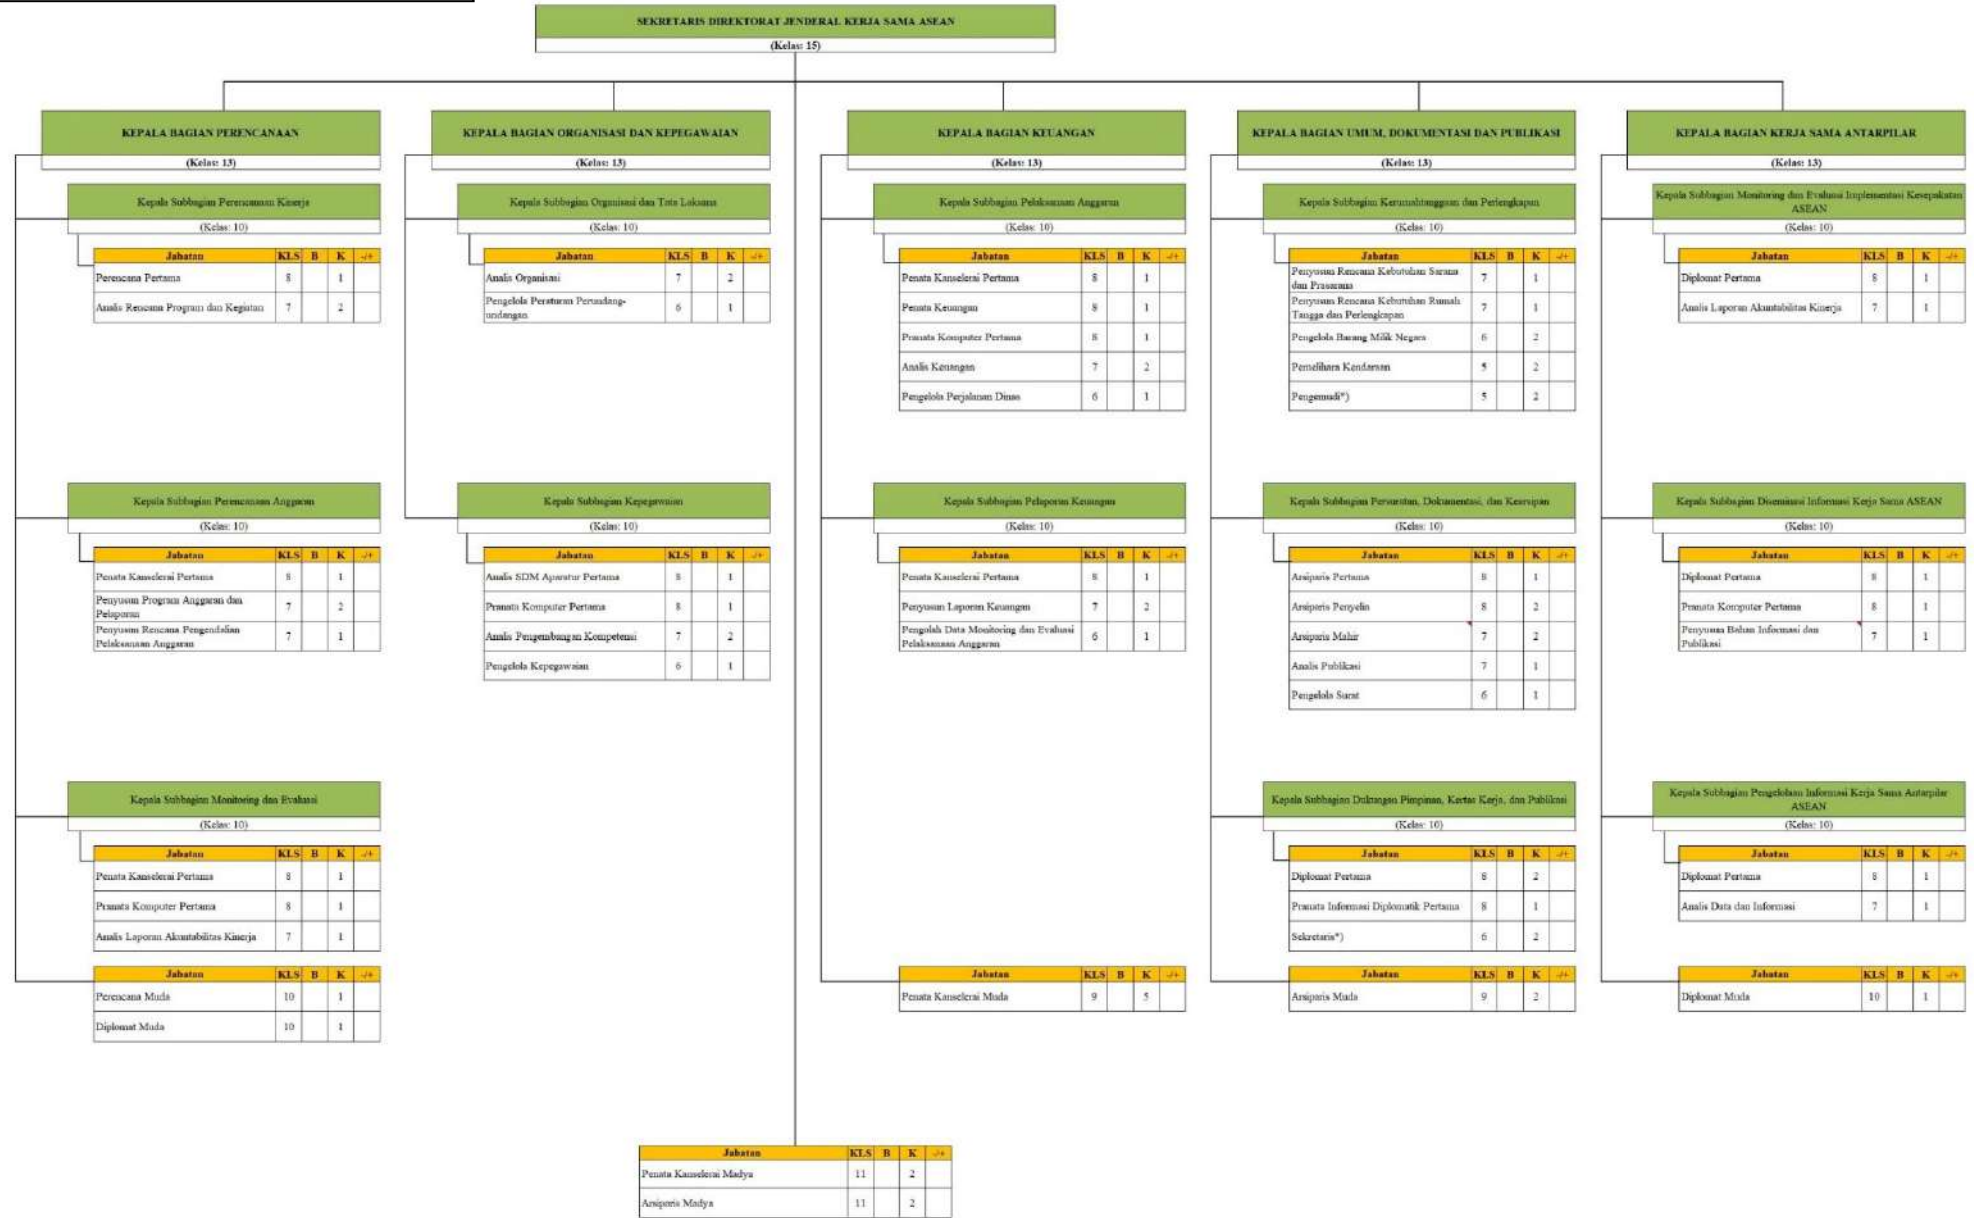 SEKRETARIS DIREKTORAT JENDERAL KERJA SAMA ASEAN
(Kelas: 15)
KEPALA BAGIAN PERENCANAAN
(Kelas: 13)
Kepala Subbagian Perencanaan Kinerja
(Kelas: 10)
Jabatan KLS B K -/+
Perencana Pertama 8 1
Analis Rencana Program dan Kegiatan 7 2
Kepala Subbagian Perencanaan Anggaran
(Kelas: 10)
Jabatan KLS B K -/+
Penata Kanselerai Pertama 8 1
Penyusun Program Anggaran dan
Pelaporan 7 2
Penyusun Rencana Pengendalian
Pelaksanaan Anggaran 7 1
Kepala Subbagian Monitoring dan Evaluasi
(Kelas: 10)
Jabatan KLS B K -/+
Penata Kanselerai Pertama 8 1
Pranata Komputer Pertama 8 1
Analis Laporan Akuntabilitas Kinerja 7 1
Jabatan KLS B K -/+
Perencana Muda 10 1
Diplomat Muda 10 1
KEPALA BAGIAN ORGANISASI DAN KEPEGAWAIAN
(Kelas: 13)
Kepala Subbagian Organisasi dan Tata Laksana
(Kelas: 10)
Jabatan KLS B K -/+
Analis Organisasi 7 2
Pengelola Peraturan Perundang-
undangan 6 1
Kepala Subbagian Kepegawaian
(Kelas: 10)
Jabatan KLS B K -/+
Analis SDM Aparatur Pertama 8 1
Pranata Komputer Pertama 8 1
Analis Pengembangan Kompetensi 7 2
Pengelola Kepegawaian 6 1
KEPALA BAGIAN KEUANGAN
(Kelas: 13)
Kepala Subbagian Pelaksanaan Anggaran
(Kelas: 10)
Jabatan KLS B K -/+
Penata Kanselerai Pertama 8 1
Penata Keuangan 8 1
Pranata Komputer Pertama 8 1
Analis Keuangan 7 2
Pengelola Perjalanan Dinas 6 1
Kepala Subbagian Pelaporan Keuangan
(Kelas: 10)
Jabatan KLS B K -/+
Penata Kanselerai Pertama 8 1
Penyusun Laporan Keuangan 7 2
Pengolah Data Monitoring dan Evaluasi
Pelaksanaan Anggaran 6 1
Jabatan KLS B K -/+
Penata Kanselerai Muda 9 5
KEPALA BAGIAN UMUM, DOKUMENTASI DAN PUBLIKASI
(Kelas: 13)
Kepala Subbagian Kerumahtanggaan dan Perlengkapan
(Kelas: 10)
Jabatan KLS B K -/+
Penyusun Rencana Kebutuhan Sarana
dan Prasarana 7 1
Penyusun Rencana Kebutuhan Rumah
Tangga dan Perlengkapan 7 1
Pengelola Barang Milik Negara 6 2
Pemelihara Kendaraan 5 2
Pengemudi*) 5 2
Kepala Subbagian Persuratan, Dokumentasi, dan Kearsipan
(Kelas: 10)
Jabatan KLS B K -/+
Arsiparis Pertama 8 1
Arsiparis Penyelia 8 2
Arsiparis Mahir 7 2
Analis Publikasi 7 1
Pengelola Surat 6 1
Kepala Subbagian Dukungan Pimpinan, Kertas Kerja, dan Publikasi
(Kelas: 10)
Jabatan KLS B K -/+
Diplomat Pertama 8 2
Pranata Informasi Diplomatik Pertama 8 1
Sekretaris*) 6 2
Jabatan KLS B K -/+
Arsiparis Muda 9 2
KEPALA BAGIAN KERJA SAMA ANTARPILAR
(Kelas: 13)
Kepala Subbagian Monitoring dan Evaluasi Implementasi Kesepakatan
ASEAN
(Kelas: 10)
Jabatan KLS B K -/+
Diplomat Pertama 8 1
Analis Laporan Akuntabilitas Kinerja 7 1
Kepala Subbagian Diseminasi Informasi Kerja Sama ASEAN
(Kelas: 10)
Jabatan KLS B K -/+
Diplomat Pertama 8 1
Pranata Komputer Pertama 8 1
Penyusun Bahan Informasi dan
Publikasi 7 1
Kepala Subbagian Pengelolaan Informasi Kerja Sama Antarpilar
ASEAN
(Kelas: 10)
Jabatan KLS B K -/+
Diplomat Pertama 8 1
Analis Data dan Informasi 7 1
Jabatan KLS B K -/+
Diplomat Muda 10 1
Jabatan KLS B K -/+
Penata Kanselerai Madya 11 2
Arsiparis Madya 11 2